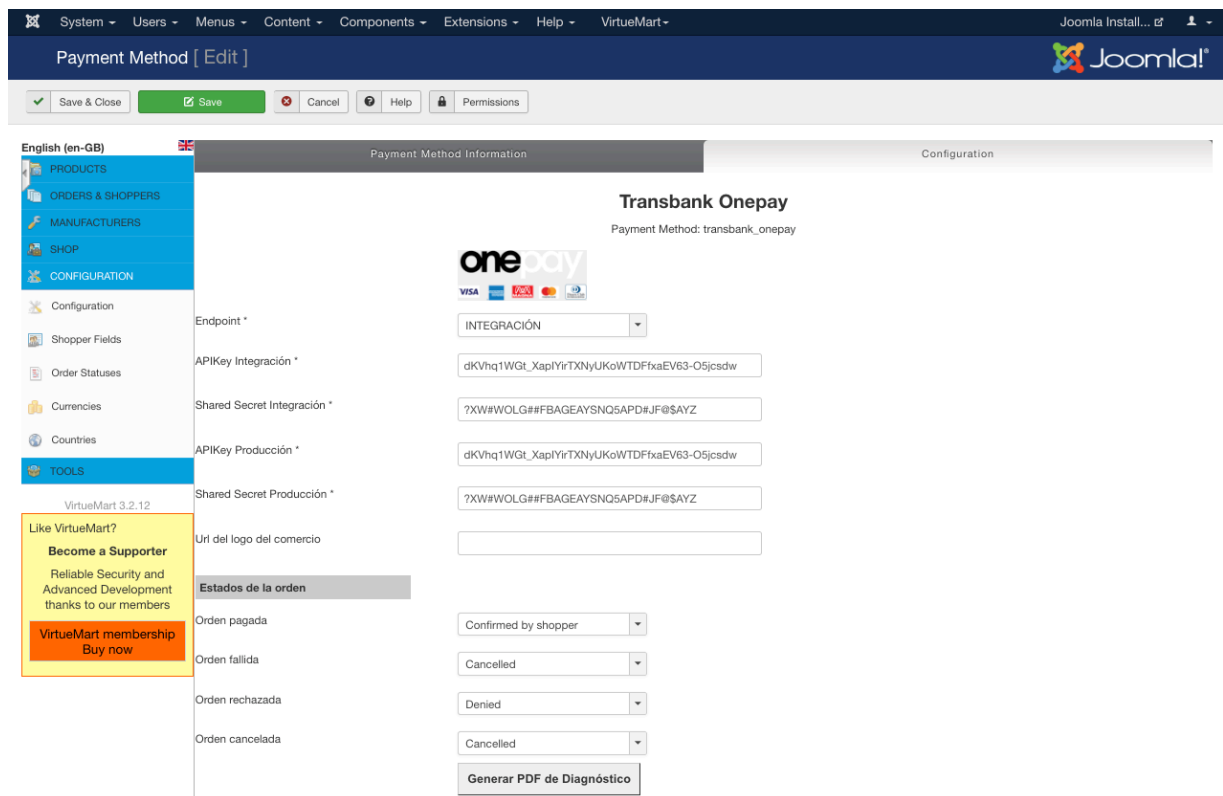 System Users Menus Content Components Extensions Help VirtueMart Joomla Install...
Payment Method [ Edit ] Joomla!®
Save & Close Save Cancel Help Permissions
English (en-GB)
PRODUCTS
ORDERS & SHOPPERS
MANUFACTURERS
SHOP
CONFIGURATION
Configuration
Shopper Fields
Order Statuses
Currencies
Countries
TOOLS
VirtueMart 3.2.12
Like VirtueMart?
Become a Supporter
Reliable Security and
Advanced Development
thanks to our members
VirtueMart membership
Buy now
Payment Method Information Configuration
Transbank Onepay
Payment Method: transbank_onepay
onepay
VISA
Endpoint * INTEGRACIÓN
APIKey Integración * dKVhq1WGt_XapIYirTXNyUKoWTDFfxaEV63-O5jcsdw
Shared Secret Integración * ?XW#WOLG##FBAGEAYSNQ5APD#JF@$AYZ
APIKey Producción * dKVhq1WGt_XapIYirTXNyUKoWTDFfxaEV63-O5jcsdw
Shared Secret Producción * ?XW#WOLG##FBAGEAYSNQ5APD#JF@$AYZ
Url del logo del comercio
Estados de la orden
Orden pagada Confirmed by shopper
Orden fallida Cancelled
Orden rechazada Denied
Orden cancelada Cancelled
Generar PDF de Diagnóstico